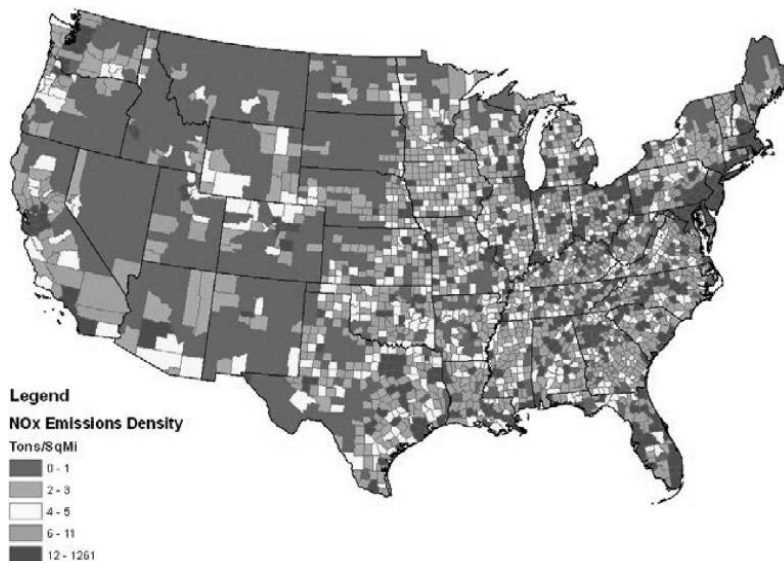 Legend
NOx Emissions Density
Tons/SqMi
0 - 1
2 - 3
4 - 5
6 - 11
12 - 1261